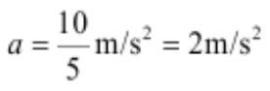 a = 10/5 m/s² = 2m/s²